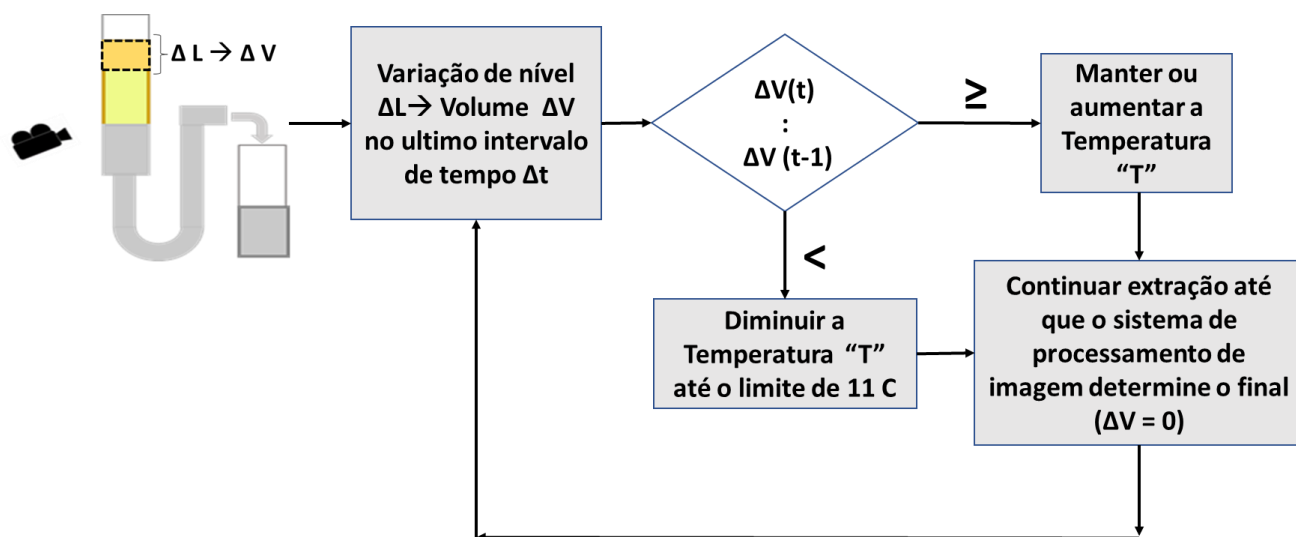 Δ L → Δ V
Variação de nível
ΔL→ Volume ΔV
no ultimo intervalo
de tempo Δt
ΔV(t)
:
ΔV (t-1)
≥
Manter ou
aumentar a
Temperatura
“T”
<
Diminuir a
Temperatura “T”
até o limite de 11 C
Continuar extração até
que o sistema de
processamento de
imagem determine o final
(ΔV = 0)